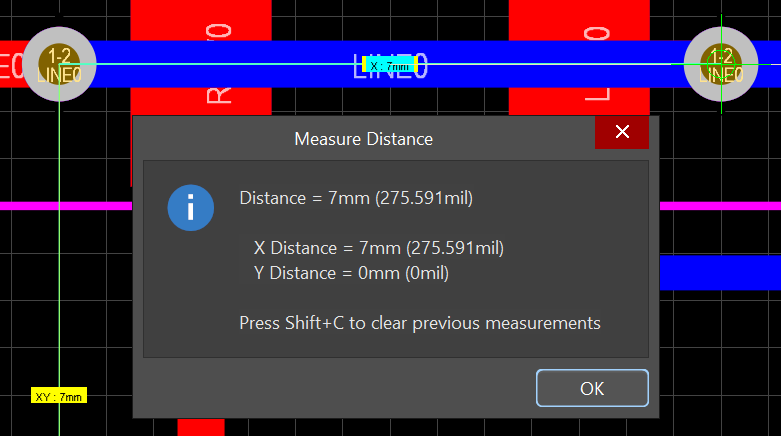 1-2
LINE0
LINE0
X : 7mm
1-2
LINE0
Measure Distance
Distance = 7mm (275.591mil)
X Distance = 7mm (275.591mil)
Y Distance = 0mm (0mil)
Press Shift+C to clear previous measurements
OK
XY : 7mm